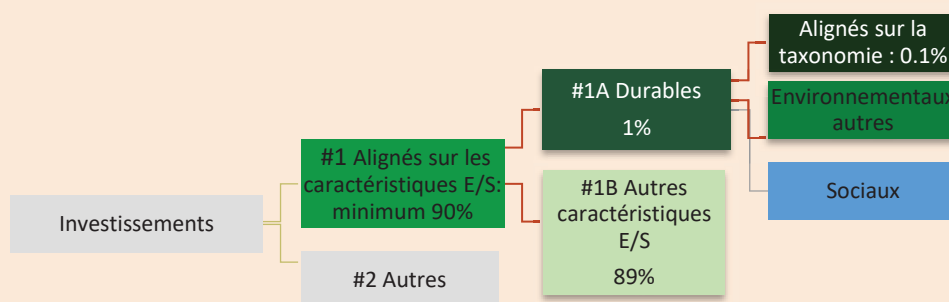 Investissements
#1 Alignés sur les
caractéristiques E/S:
minimum 90%
#2 Autres
#1A Durables
1%
#1B Autres
caractéristiques
E/S
89%
Alignés sur la
taxonomie : 0.1%
Environnementaux
autres
Sociaux